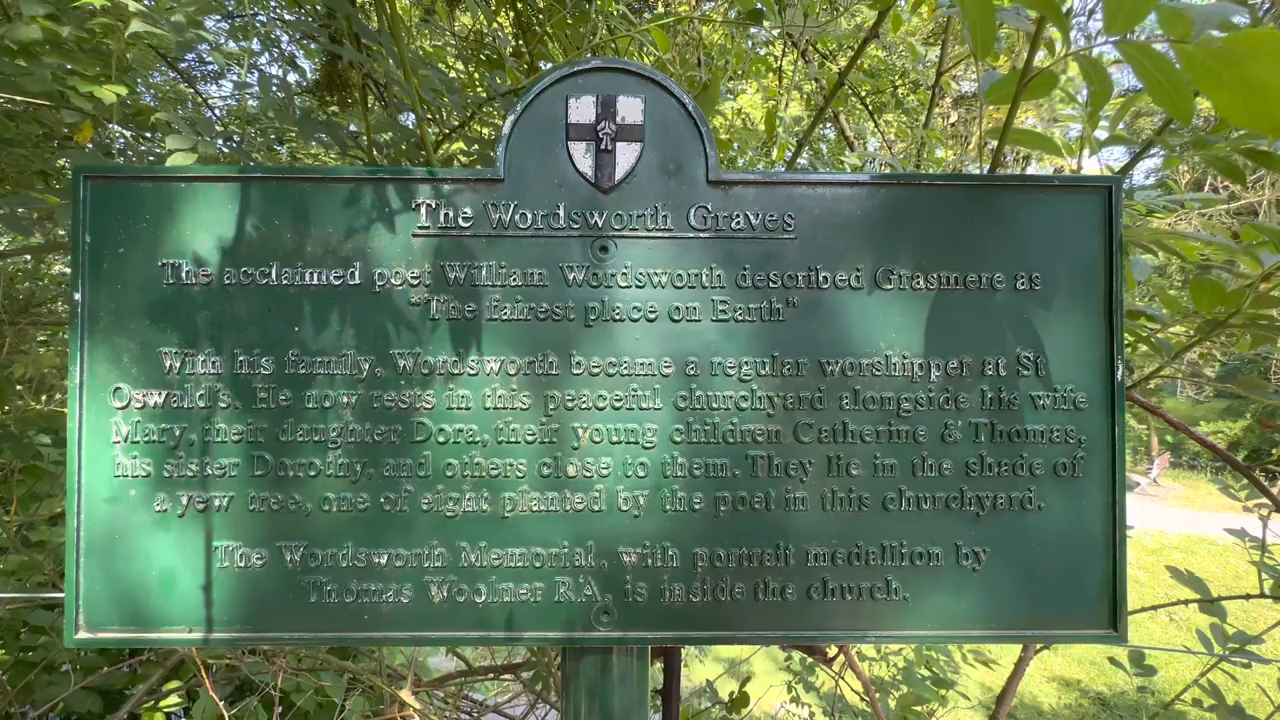 The Wordsworth Graves
The acclaimed poet William Wordsworth described Grasmere as
“The fairest place on Earth”
With his family, Wordsworth became a regular worshipper at St
Oswald's. He now rests in this peaceful churchyard alongside his wife
Mary, their daughter Dora, their young children Catherine & Thomas,
his sister Dorothy, and others close to them. They lie in the shade of
a yew tree, one of eight planted by the poet in this churchyard.
The Wordsworth Memorial, with portrait medallion by
Thomas Woolner RA, is inside the church.